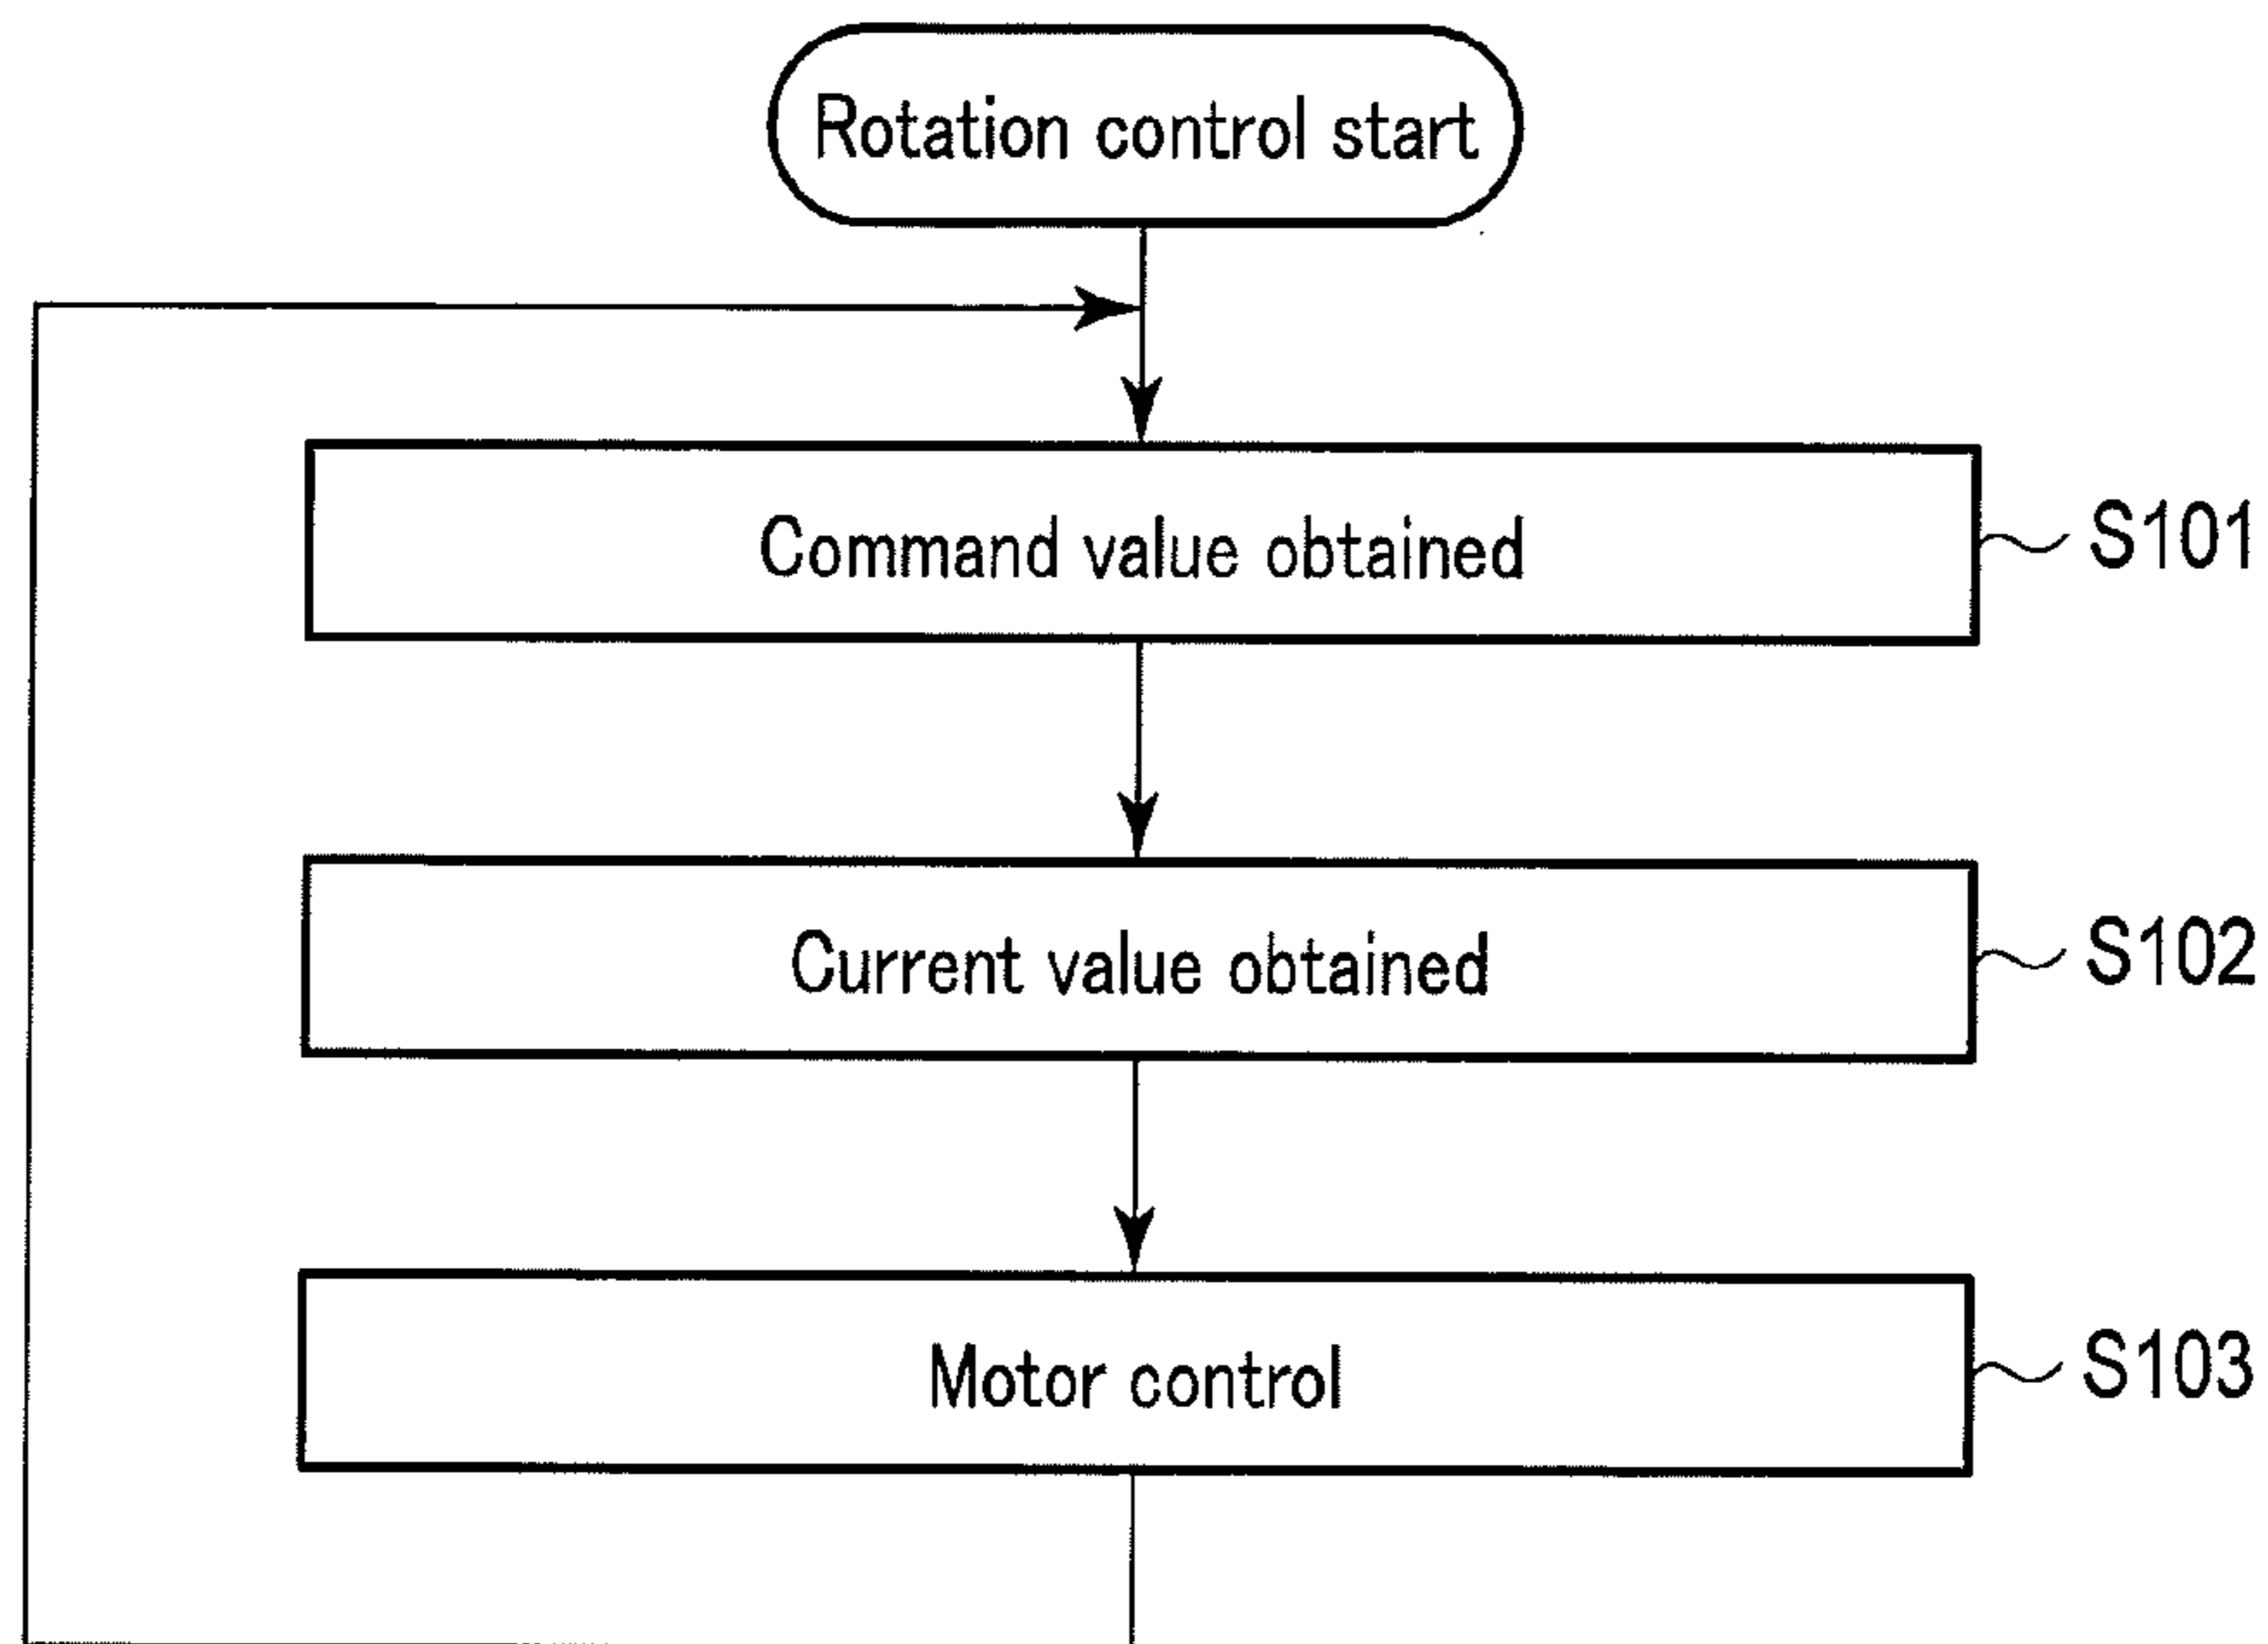 Rotation control start
Command value obtained
S101
Current value obtained
S102
Motor control
S103